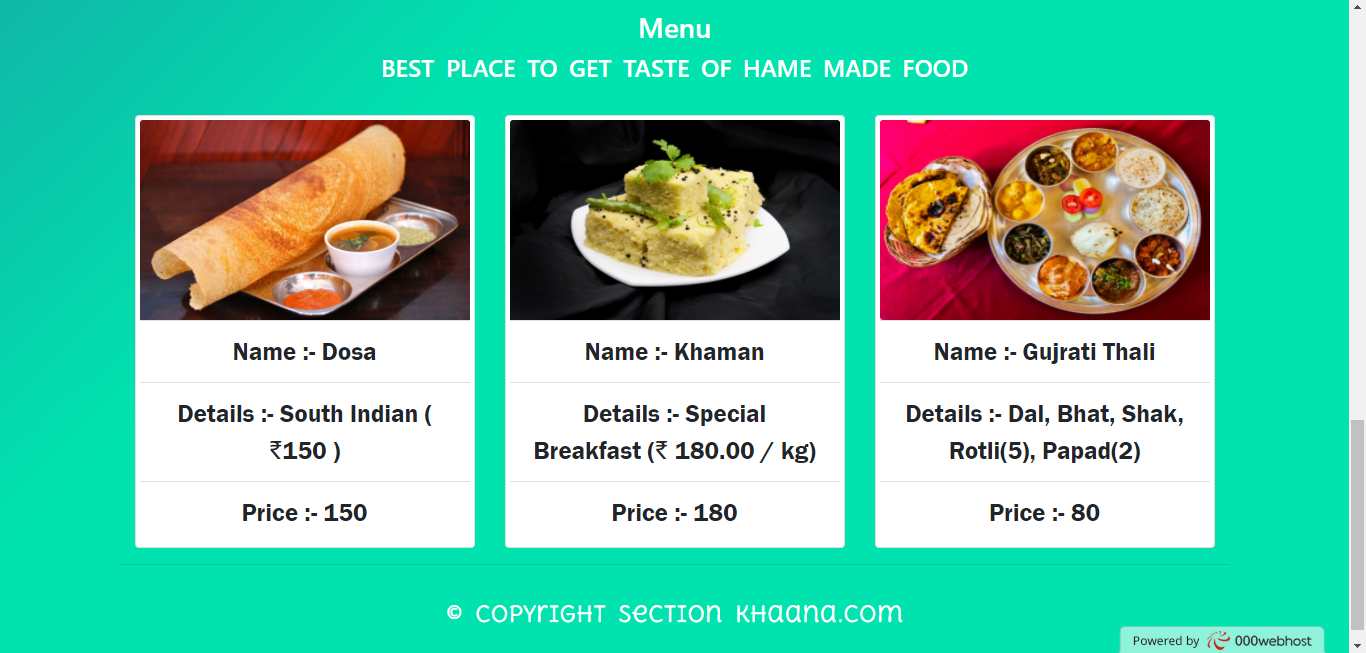 Menu
BEST PLACE TO GET TASTE OF HAME MADE FOOD
Name :- Dosa
Details :- South Indian (
₹150 )
Price :- 150
Name :- Khaman
Details :- Special
Breakfast (₹ 180.00 / kg)
Price :- 180
Name :- Gujrati Thali
Details :- Dal, Bhat, Shak,
Rotli(5), Papad(2)
Price :- 80
© Copyright Section Khaana.com
Powered by 000webhost